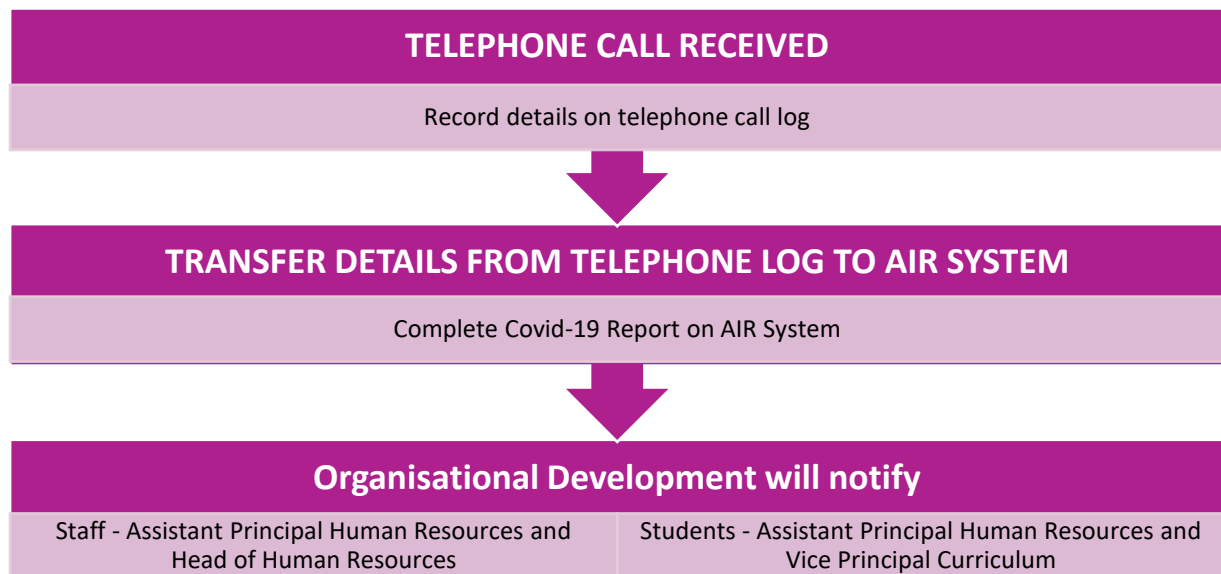 TELEPHONE CALL RECEIVED
Record details on telephone call log
TRANSFER DETAILS FROM TELEPHONE LOG TO AIR SYSTEM
Complete Covid-19 Report on AIR System
Organisational Development will notify
Staff - Assistant Principal Human Resources and
Head of Human Resources
Students - Assistant Principal Human Resources and
Vice Principal Curriculum